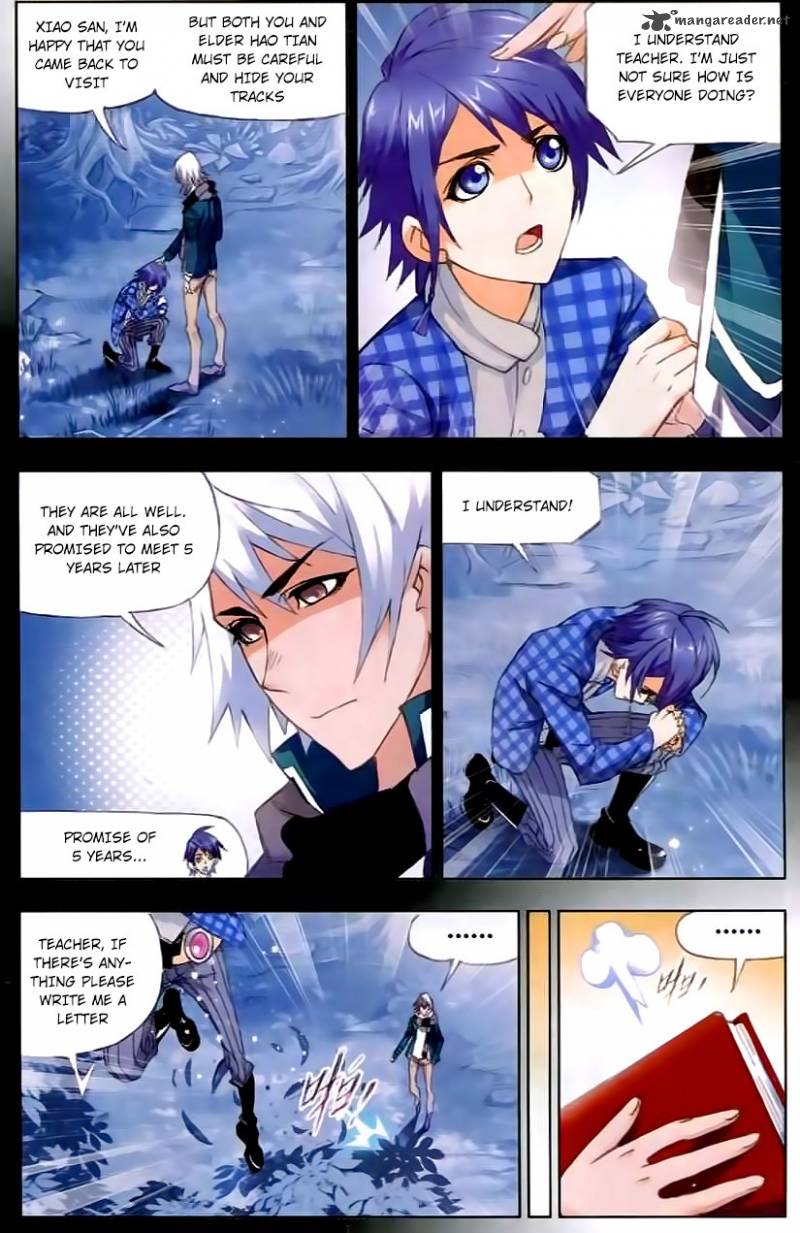 mangareader.net
XIAO SAN, I'M
HAPPY THAT YOU
CAME BACK TO
VISIT
BUT BOTH YOU AND
ELDER HAO TIAN
MUST BE CAREFUL
AND HIDE YOUR
TRACKS
I UNDERSTAND
TEACHER. I'M JUST
NOT SURE HOW IS
EVERYONE DOING?
THEY ARE ALL WELL.
AND THEY'VE ALSO
PROMISED TO MEET 5
YEARS LATER
PROMISE OF
5 YEARS...
I UNDERSTAND!
TEACHER, IF
THERE'S ANY-
THING PLEASE
WRITE ME A
LETTER
......
啪!
......
啪!